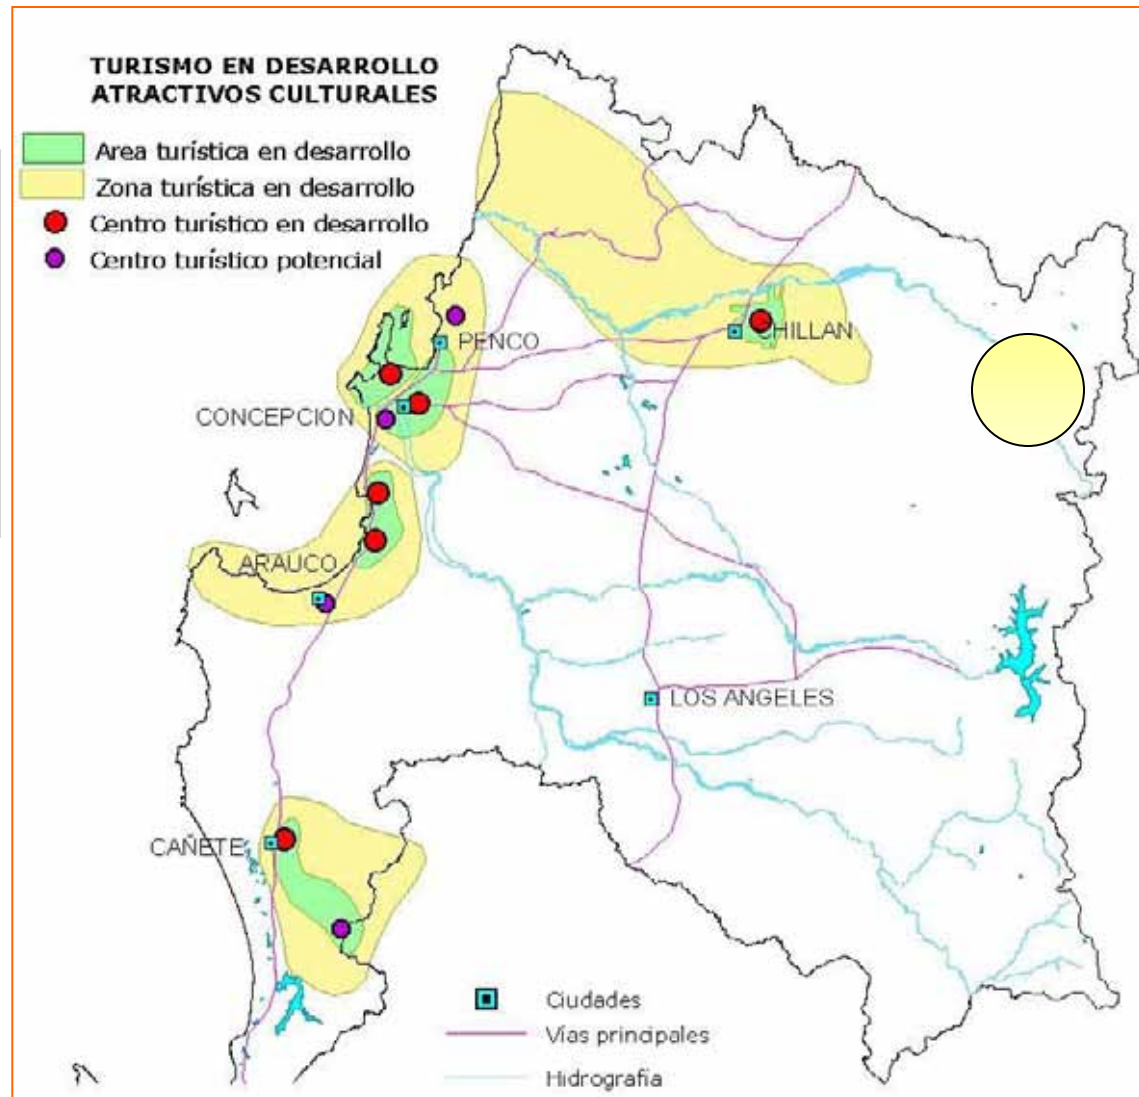 TURISMO EN DESARROLLO
ATRACTIVOS CULTURALES
Area turística en desarrollo
Zona turística en desarrollo
Centro turístico en desarrollo
Centro turístico potencial
PENCO
CHILLAN
CONCEPCION
ARAUCO
LOS ANGELES
CAÑETE
Ciudades
Vías principales
Hidrografía